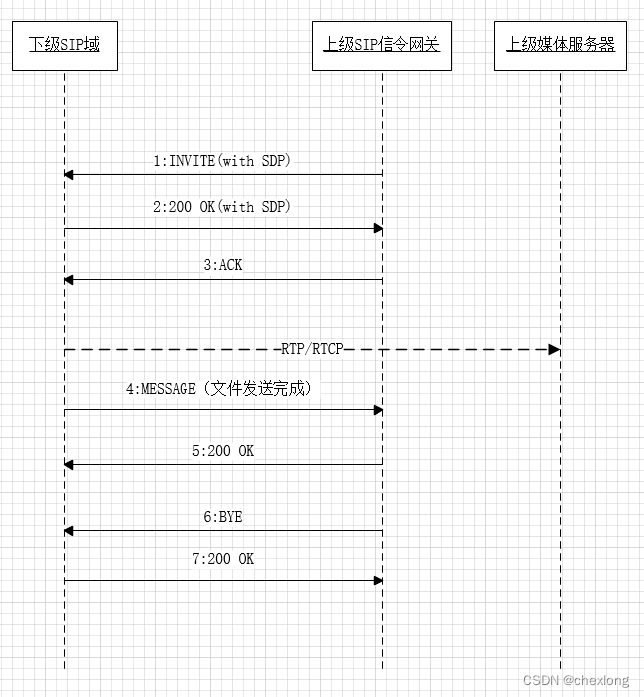 下级SIP域
上级SIP信令网关
上级媒体服务器
1:INVITE(with SDP)
2:200 OK(with SDP)
3:ACK
RTP/RTCP
4:MESSAGE（文件发送完成）
5:200 OK
6:BYE
7:200 OK
CSDN @chexlong